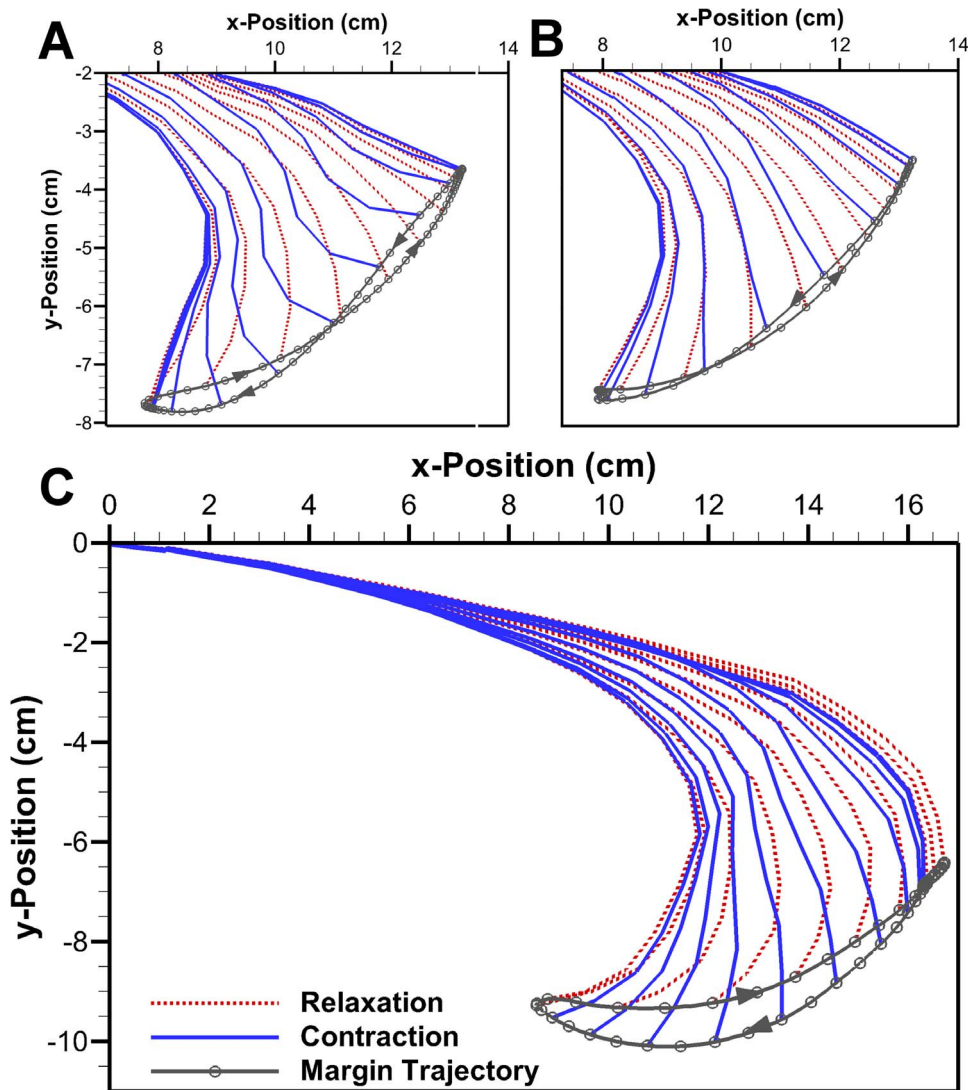 x-Position (cm)
A
8 10 12 14
-2
-3
-4
-5
-6
-7
-8
y-Position (cm)
x-Position (cm)
B
8 10 12 14
x-Position (cm)
C
0 2 4 6 8 10 12 14 16
0
-2
-4
-6
-8
-10
y-Position (cm)
Relaxation
Contraction
Margin Trajectory